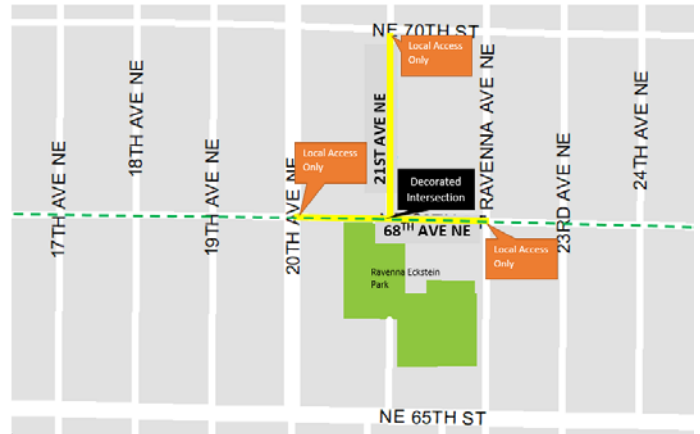 NE 70TH ST
Local Access
Only
18TH AVE NE
17TH AVE NE
19TH AVE NE
20TH AVE NE
Local Access
Only
21ST AVE NE
RAVENNA AVE NE
24TH AVE NE
23RD AVE NE
Decorated
Intersection
68TH AVE NE
Local Access
Only
Ravenna Eckstein
Park
NE 65TH ST